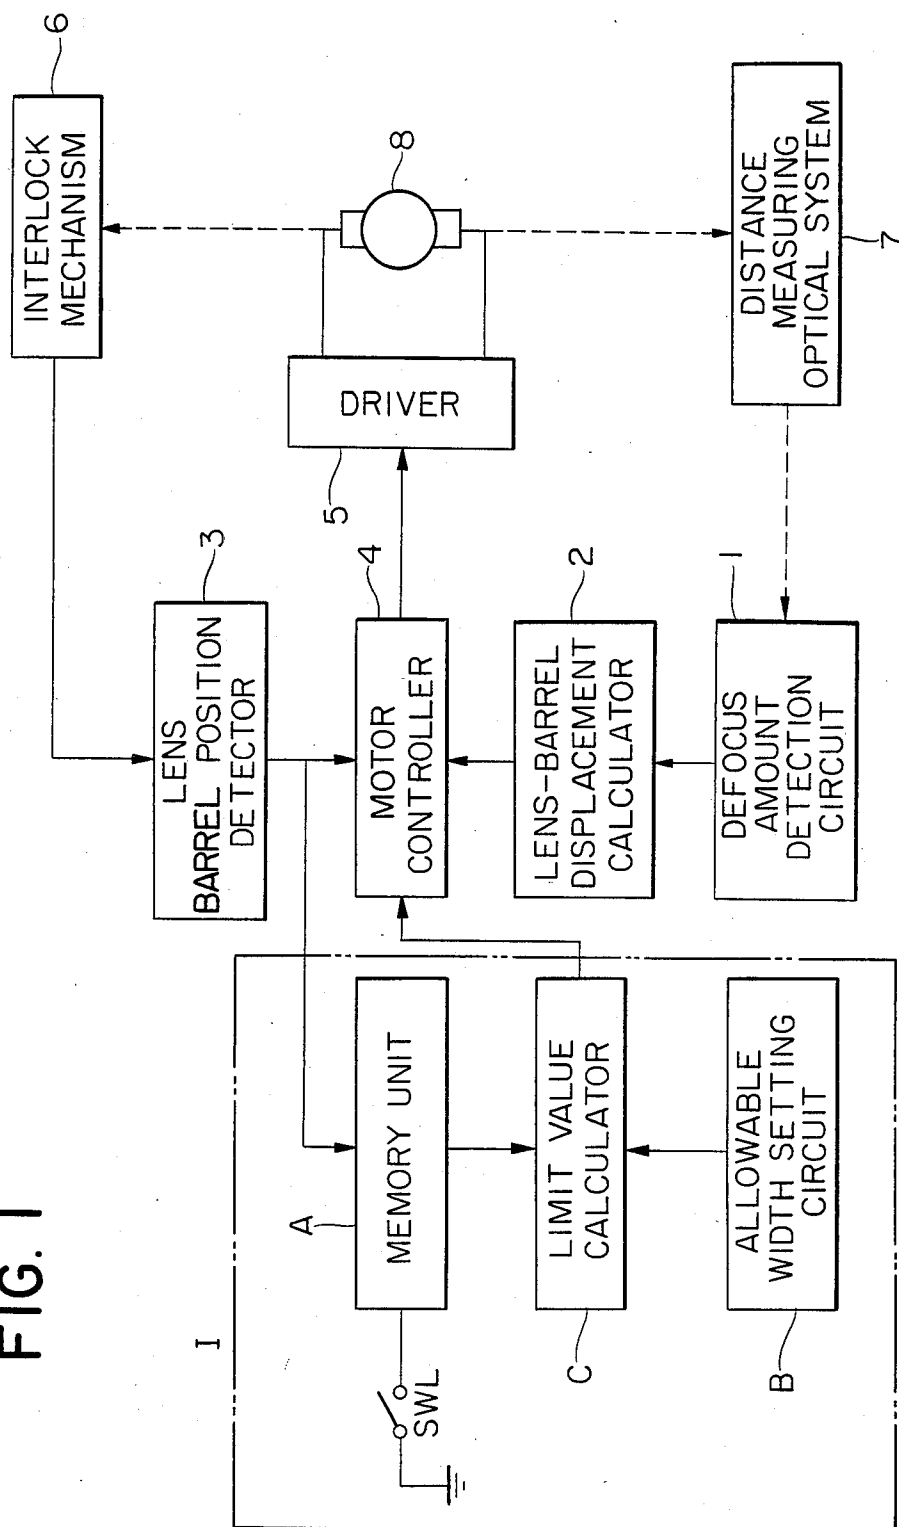 FIG. 1
I
SWL
A
MEMORY UNIT
C
LIMIT VALUE
CALCULATOR
B
ALLOWABLE
WIDTH SETTING
CIRCUIT
3
LENS
BARREL POSITION
DETECTOR
4
MOTOR
CONTROLLER
2
LENS-BARREL
DISPLACEMENT
CALCULATOR
1
DEFOCUS
AMOUNT
DETECTION
CIRCUIT
5
DRIVER
6
INTERLOCK
MECHANISM
8
DISTANCE
MEASURING
OPTICAL SYSTEM
7